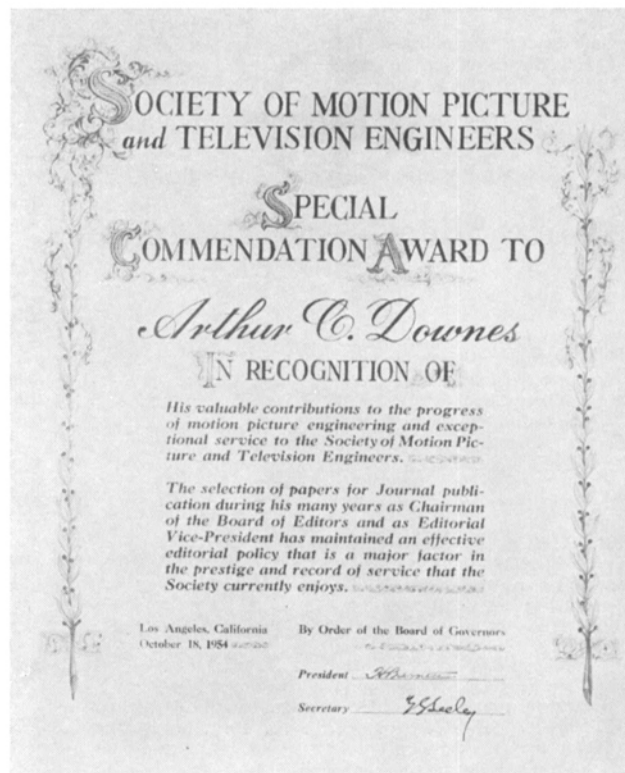 SOCIETY OF MOTION PICTURE
and TELEVISION ENGINEERS
SPECIAL
COMMENDATION AWARD TO
Arthur C. Downes
IN RECOGNITION OF
His valuable contributions to the progress
of motion picture engineering and excep-
tional service to the Society of Motion Pic-
ture and Television Engineers.
The selection of papers for Journal publi-
cation during his many years as Chairman
of the Board of Editors and as Editorial
Vice-President has maintained an effective
editorial policy that is a major factor in
the prestige and record of service that the
Society currently enjoys.
Los Angeles, California By Order of the Board of Governors
October 18, 1954
President
Secretary